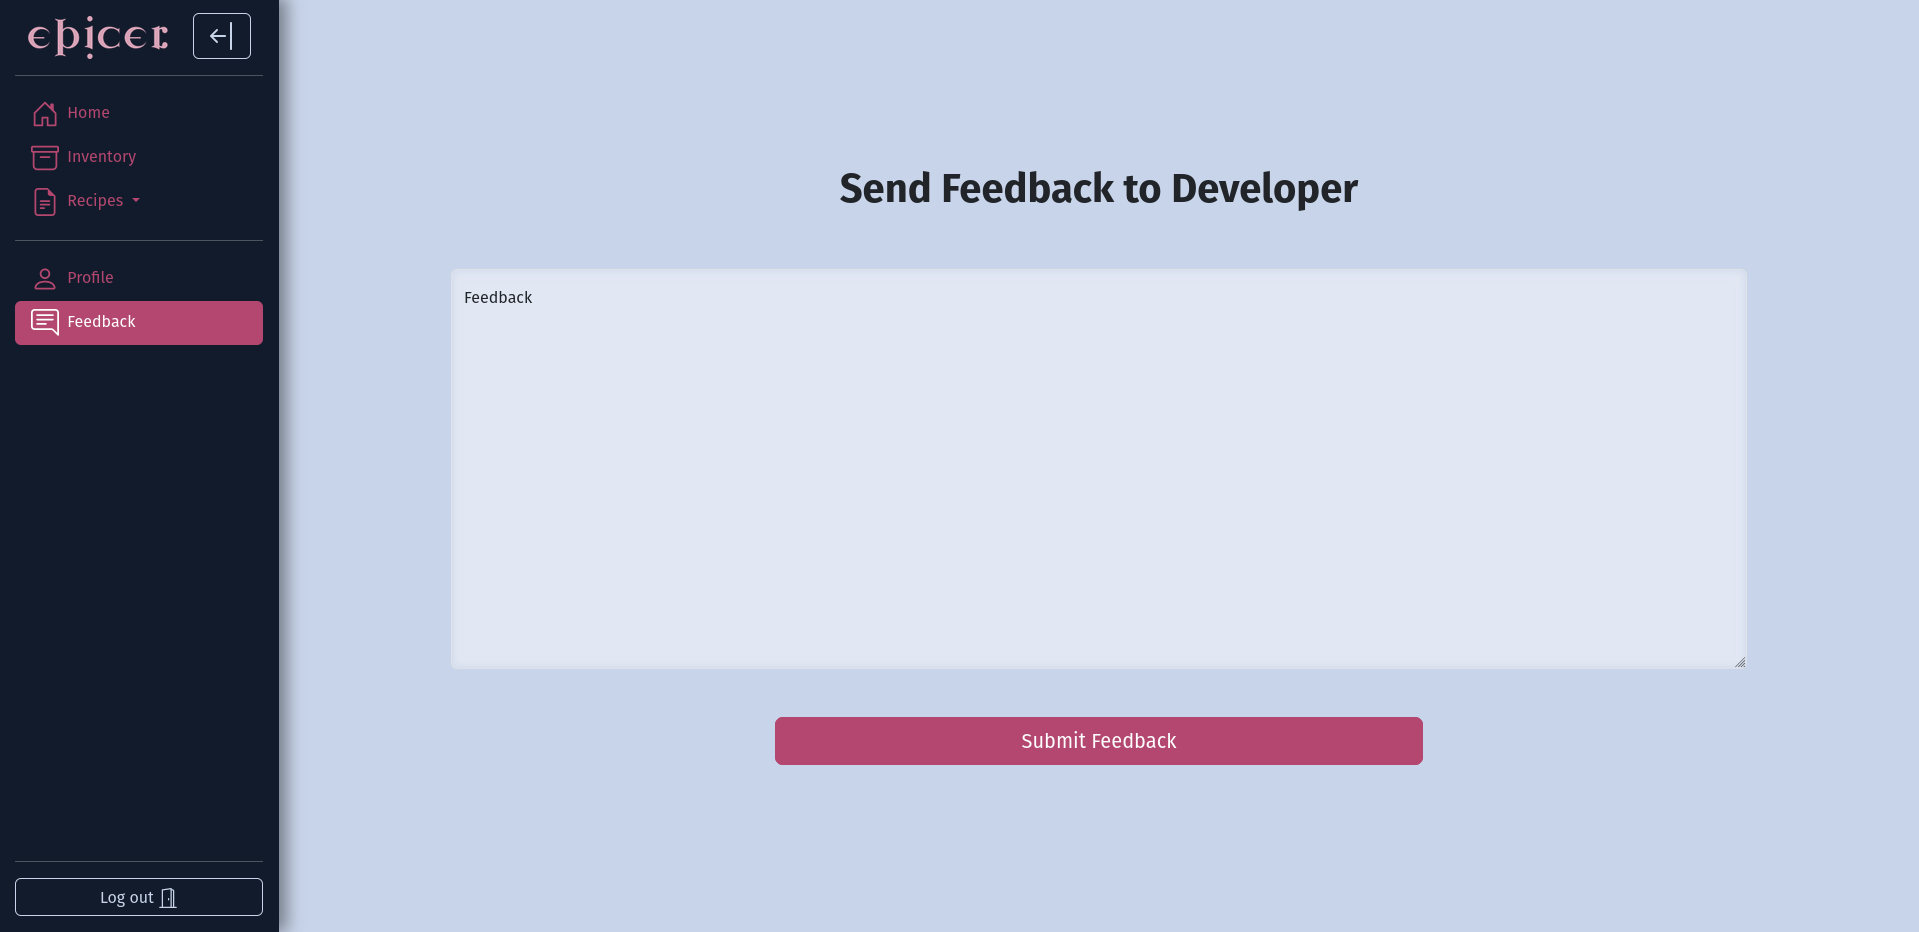 epicer
Home
Inventory
Recipes
Profile
Feedback
Log out
Send Feedback to Developer
Feedback
Submit Feedback